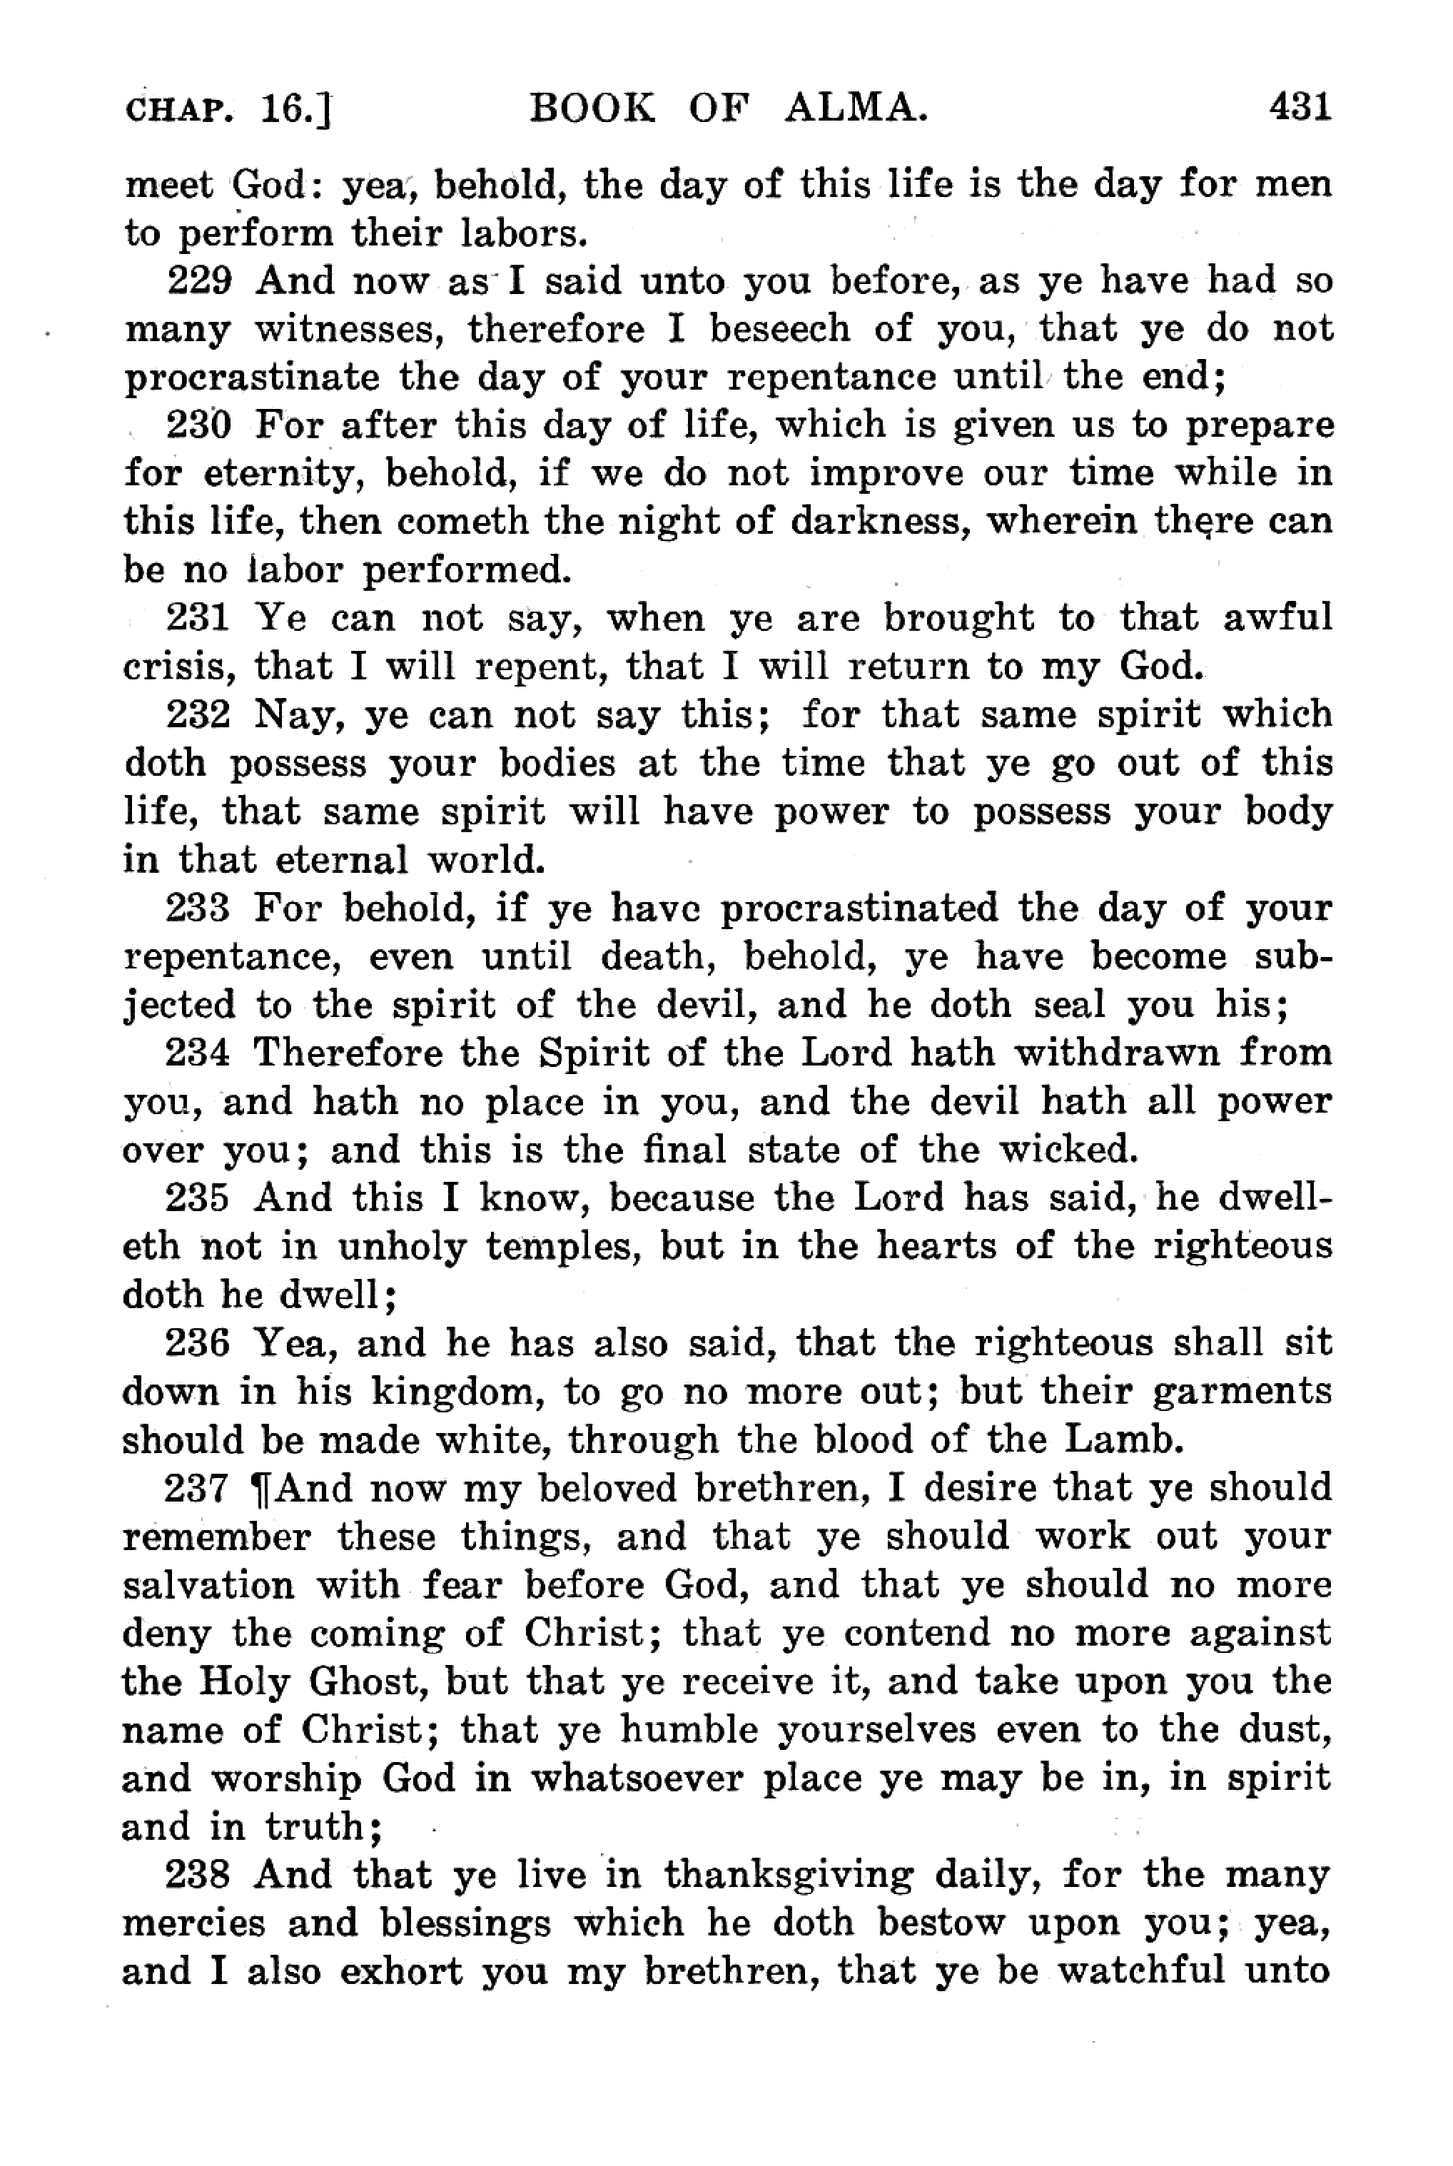 CHAP. 16.] BOOK OF ALMA. 431
meet God: yea, behold, the day of this life is the day for men
to perform their labors.
229 And now as I said unto you before, as ye have had so
many witnesses, therefore I beseech of you, that ye do not
procrastinate the day of your repentance until the end;
230 For after this day of life, which is given us to prepare
for eternity, behold, if we do not improve our time while in
this life, then cometh the night of darkness, wherein there can
be no labor performed.
231 Ye can not say, when ye are brought to that awful
crisis, that I will repent, that I will return to my God.
232 Nay, ye can not say this; for that same spirit which
doth possess your bodies at the time that ye go out of this
life, that same spirit will have power to possess your body
in that eternal world.
233 For behold, if ye have procrastinated the day of your
repentance, even until death, behold, ye have become sub-
jected to the spirit of the devil, and he doth seal you his;
234 Therefore the Spirit of the Lord hath withdrawn from
you, and hath no place in you, and the devil hath all power
over you; and this is the final state of the wicked.
235 And this I know, because the Lord has said, he dwell-
eth not in unholy temples, but in the hearts of the righteous
doth he dwell;
236 Yea, and he has also said, that the righteous shall sit
down in his kingdom, to go no more out; but their garments
should be made white, through the blood of the Lamb.
237 ¶And now my beloved brethren, I desire that ye should
remember these things, and that ye should work out your
salvation with fear before God, and that ye should no more
deny the coming of Christ; that ye contend no more against
the Holy Ghost, but that ye receive it, and take upon you the
name of Christ; that ye humble yourselves even to the dust,
and worship God in whatsoever place ye may be in, in spirit
and in truth;
238 And that ye live in thanksgiving daily, for the many
mercies and blessings which he doth bestow upon you; yea,
and I also exhort you my brethren, that ye be watchful unto